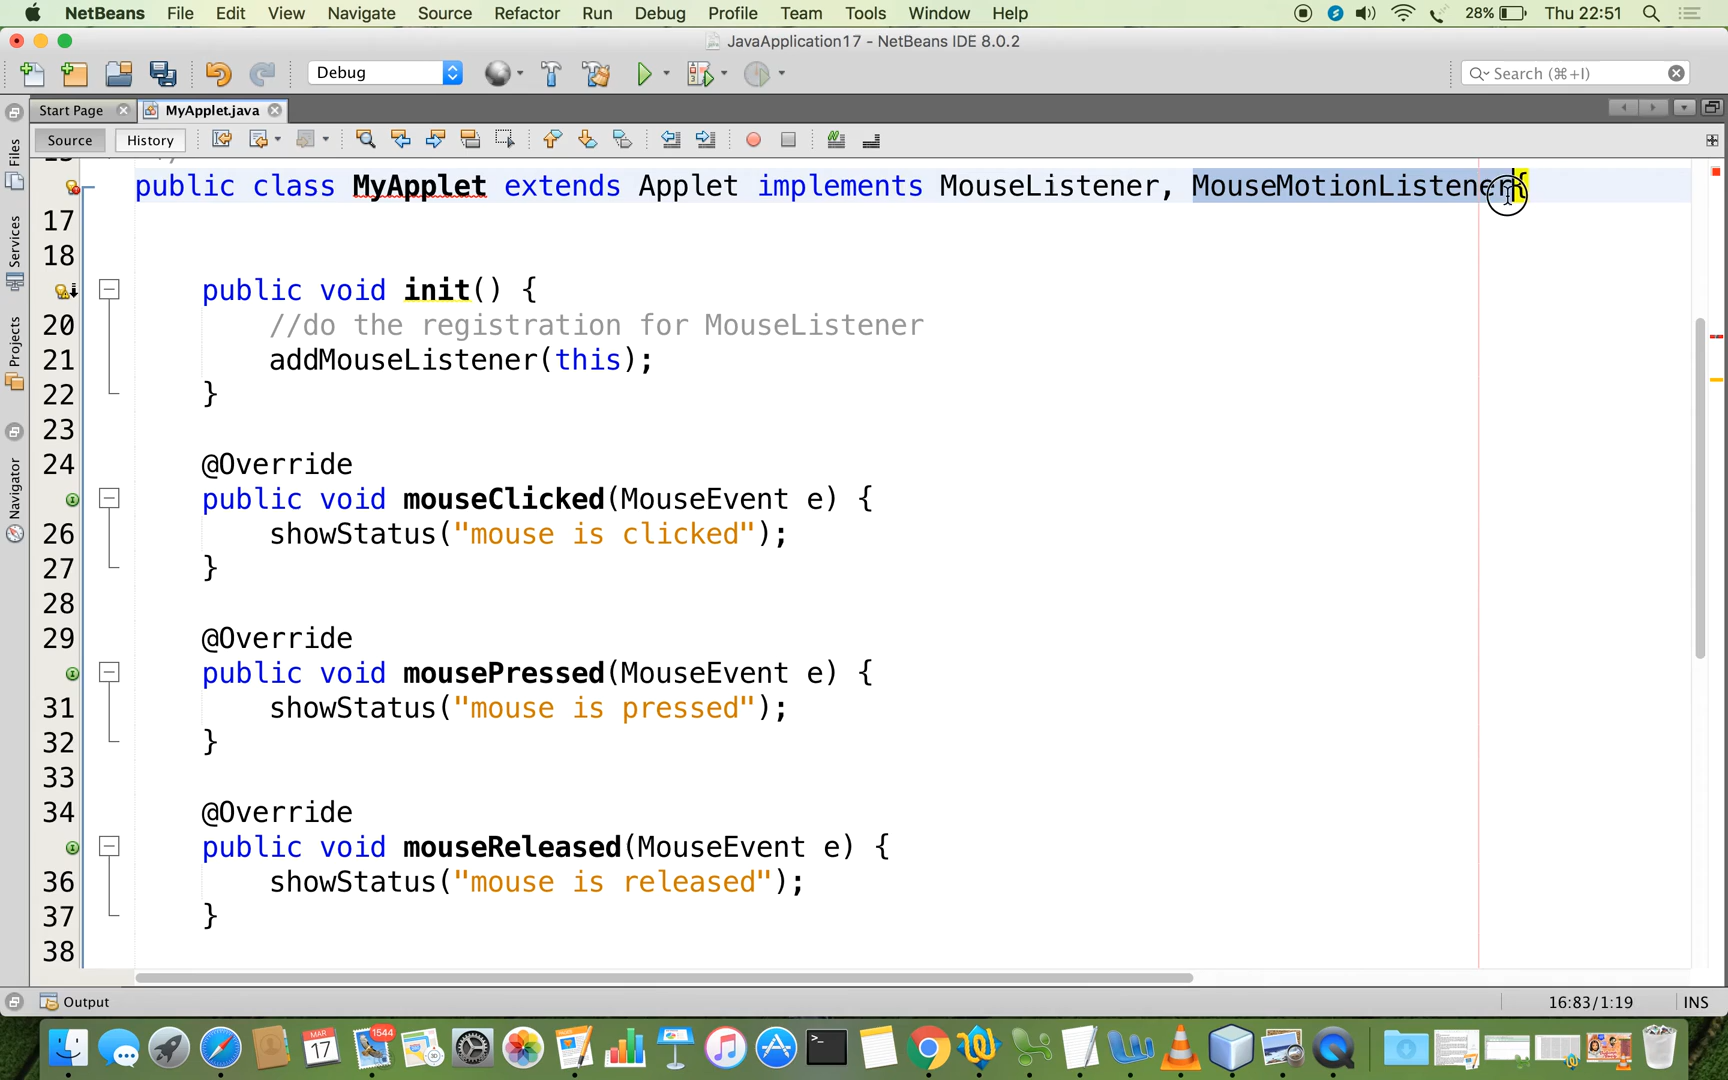 NetBeans File Edit View Navigate Source Refactor Run Debug Profile Team Tools Window Help 28% Thu 22:51
JavaApplication17 - NetBeans IDE 8.0.2
Debug Search (⌘+I)
Start Page MyApplet.java
Source History
Files
Services
Projects
Navigator
public class MyApplet extends Applet implements MouseListener, MouseMotionListener{
17
18
public void init() {
20 //do the registration for MouseListener
21 addMouseListener(this);
22 }
23
24 @Override
public void mouseClicked(MouseEvent e) {
26 showStatus("mouse is clicked");
27 }
28
29 @Override
public void mousePressed(MouseEvent e) {
31 showStatus("mouse is pressed");
32 }
33
34 @Override
public void mouseReleased(MouseEvent e) {
36 showStatus("mouse is released");
37 }
38
Output 16:83/1:19 INS
MAR
17
1544